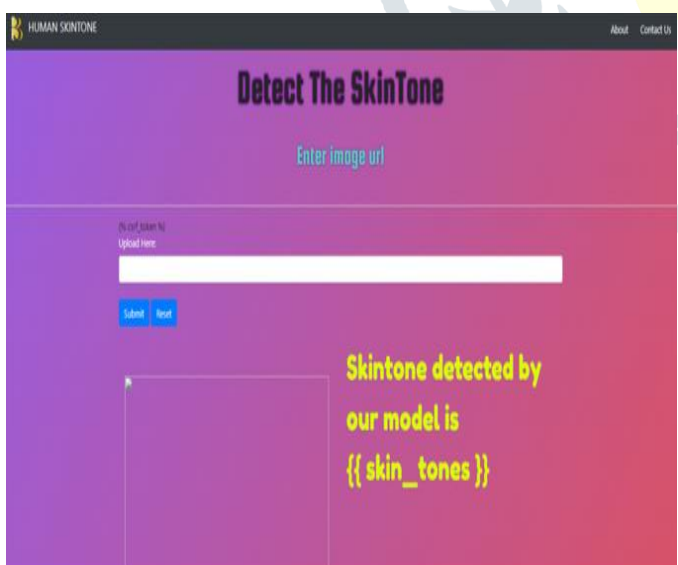 HUMAN SKINTONE
About Contact Us
Detect The SkinTone
Enter image url
{% csrf_token %}
Upload Here:
Submit Reset
Skintone detected by
our model is
{{ skin_tones }}